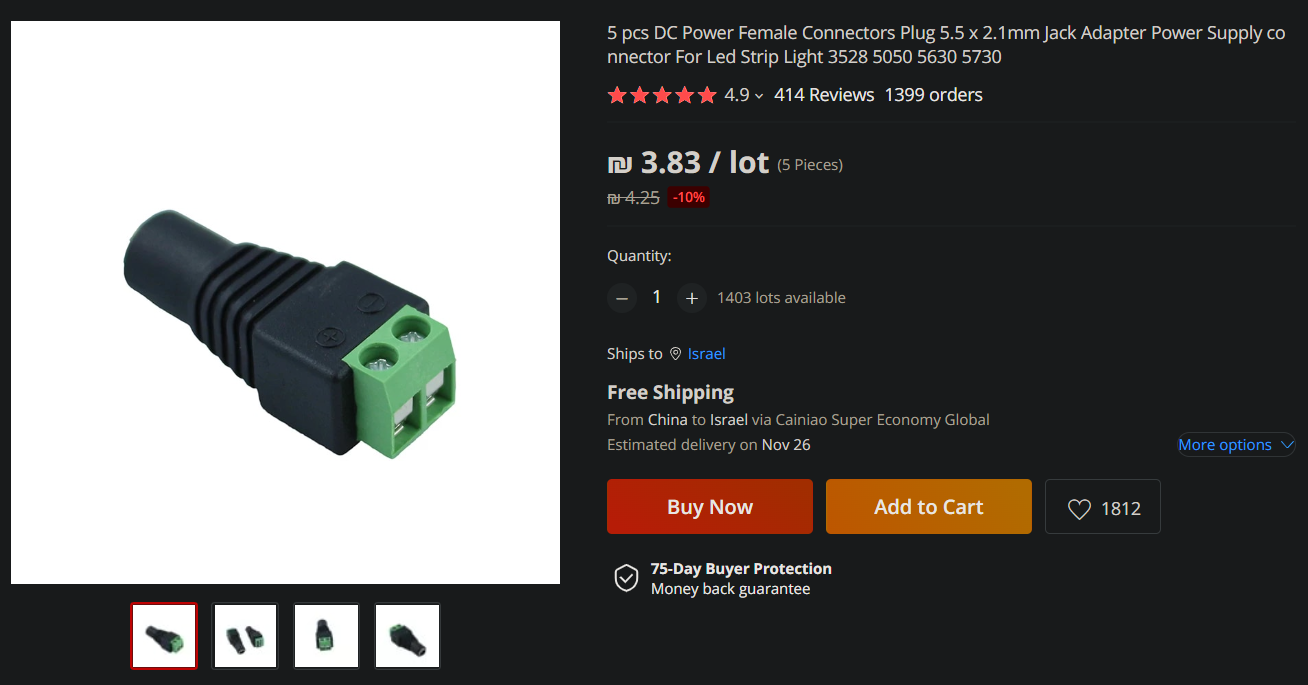 5 pcs DC Power Female Connectors Plug 5.5 x 2.1mm Jack Adapter Power Supply co
nnector For Led Strip Light 3528 5050 5630 5730
4.9 414 Reviews 1399 orders
₪ 3.83 / lot (5 Pieces)
₪ 4.25 -10%
Quantity:
− 1 + 1403 lots available
Ships to Israel
Free Shipping
From China to Israel via Cainiao Super Economy Global
Estimated delivery on Nov 26
More options
Buy Now Add to Cart 1812
75-Day Buyer Protection
Money back guarantee